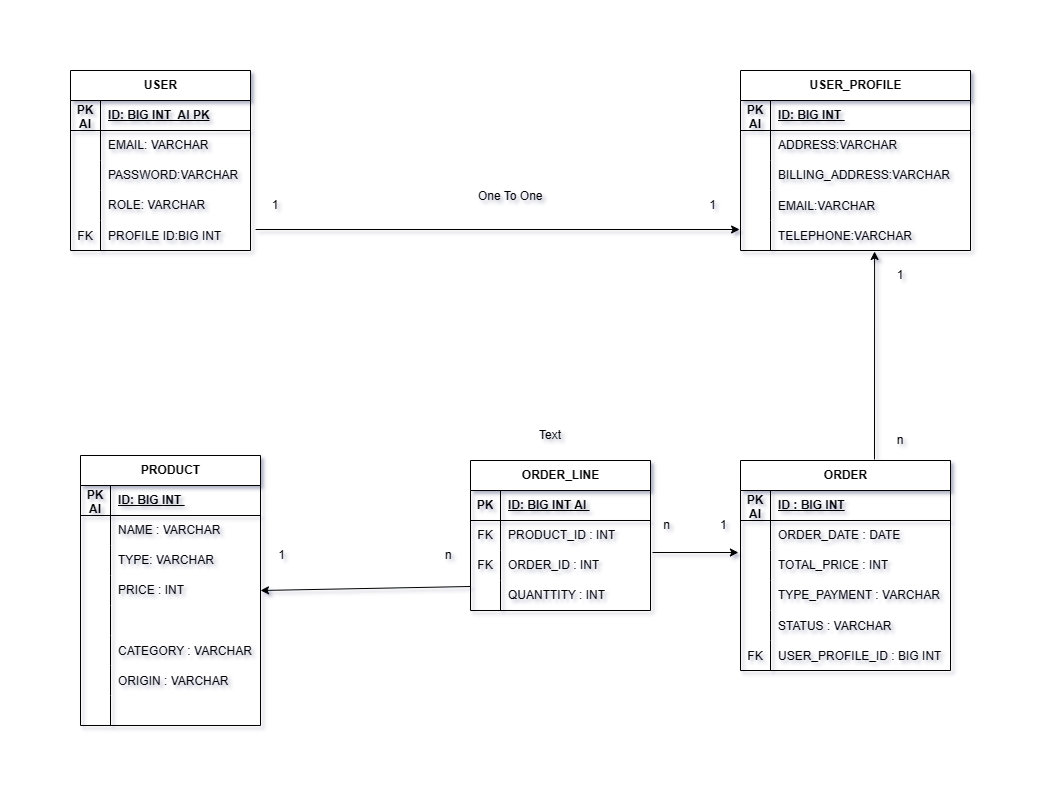 USER
PK
AI
ID: BIG INT  AI PK
EMAIL: VARCHAR
PASSWORD:VARCHAR
ROLE: VARCHAR
FK PROFILE ID:BIG INT
1
One To One
1
USER_PROFILE
PK
AI
ID: BIG INT
ADDRESS:VARCHAR
BILLING_ADDRESS:VARCHAR
EMAIL:VARCHAR
TELEPHONE:VARCHAR
1
n
Text
PRODUCT
PK
AI
ID: BIG INT
NAME : VARCHAR
TYPE: VARCHAR
PRICE : INT
CATEGORY : VARCHAR
ORIGIN : VARCHAR
1
n
ORDER_LINE
PK ID: BIG INT AI
FK PRODUCT_ID : INT
FK ORDER_ID : INT
QUANTTITY : INT
n
1
ORDER
PK
AI
ID : BIG INT
ORDER_DATE : DATE
TOTAL_PRICE : INT
TYPE_PAYMENT : VARCHAR
STATUS : VARCHAR
FK USER_PROFILE_ID : BIG INT